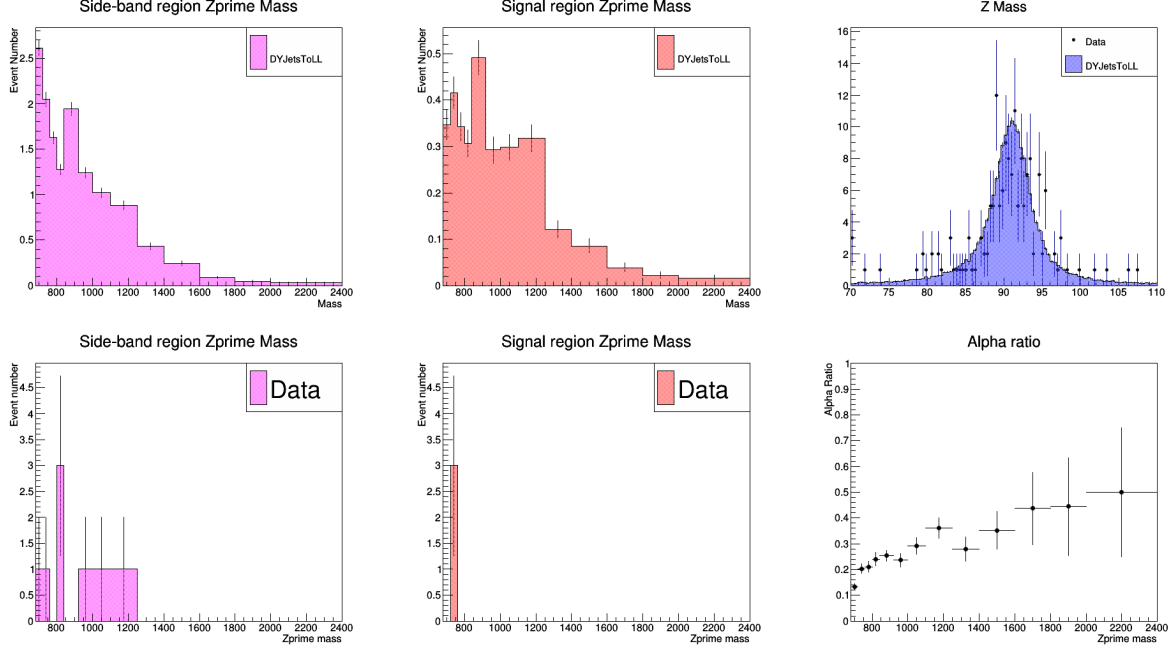 Side-band region Zprime Mass
Event Number
2.5
2
1.5
1
0.5
0
800 1000 1200 1400 1600 1800 2000 2200 2400
Mass
DYJetsToLL
Signal region Zprime Mass
Event Number
0.5
0.4
0.3
0.2
0.1
0
800 1000 1200 1400 1600 1800 2000 2200 2400
Mass
DYJetsToLL
Z Mass
16
14
12
10
8
6
4
2
0
70 75 80 85 90 95 100 105 110
Data
DYJetsToLL
Side-band region Zprime Mass
Event number
4.5
4
3.5
3
2.5
2
1.5
1
0.5
0
800 1000 1200 1400 1600 1800 2000 2200 2400
Zprime mass
Data
Signal region Zprime Mass
Event number
4.5
4
3.5
3
2.5
2
1.5
1
0.5
0
800 1000 1200 1400 1600 1800 2000 2200 2400
Zprime mass
Data
Alpha ratio
Alpha Ratio
1
0.9
0.8
0.7
0.6
0.5
0.4
0.3
0.2
0.1
0
800 1000 1200 1400 1600 1800 2000 2200 2400
Zprime mass